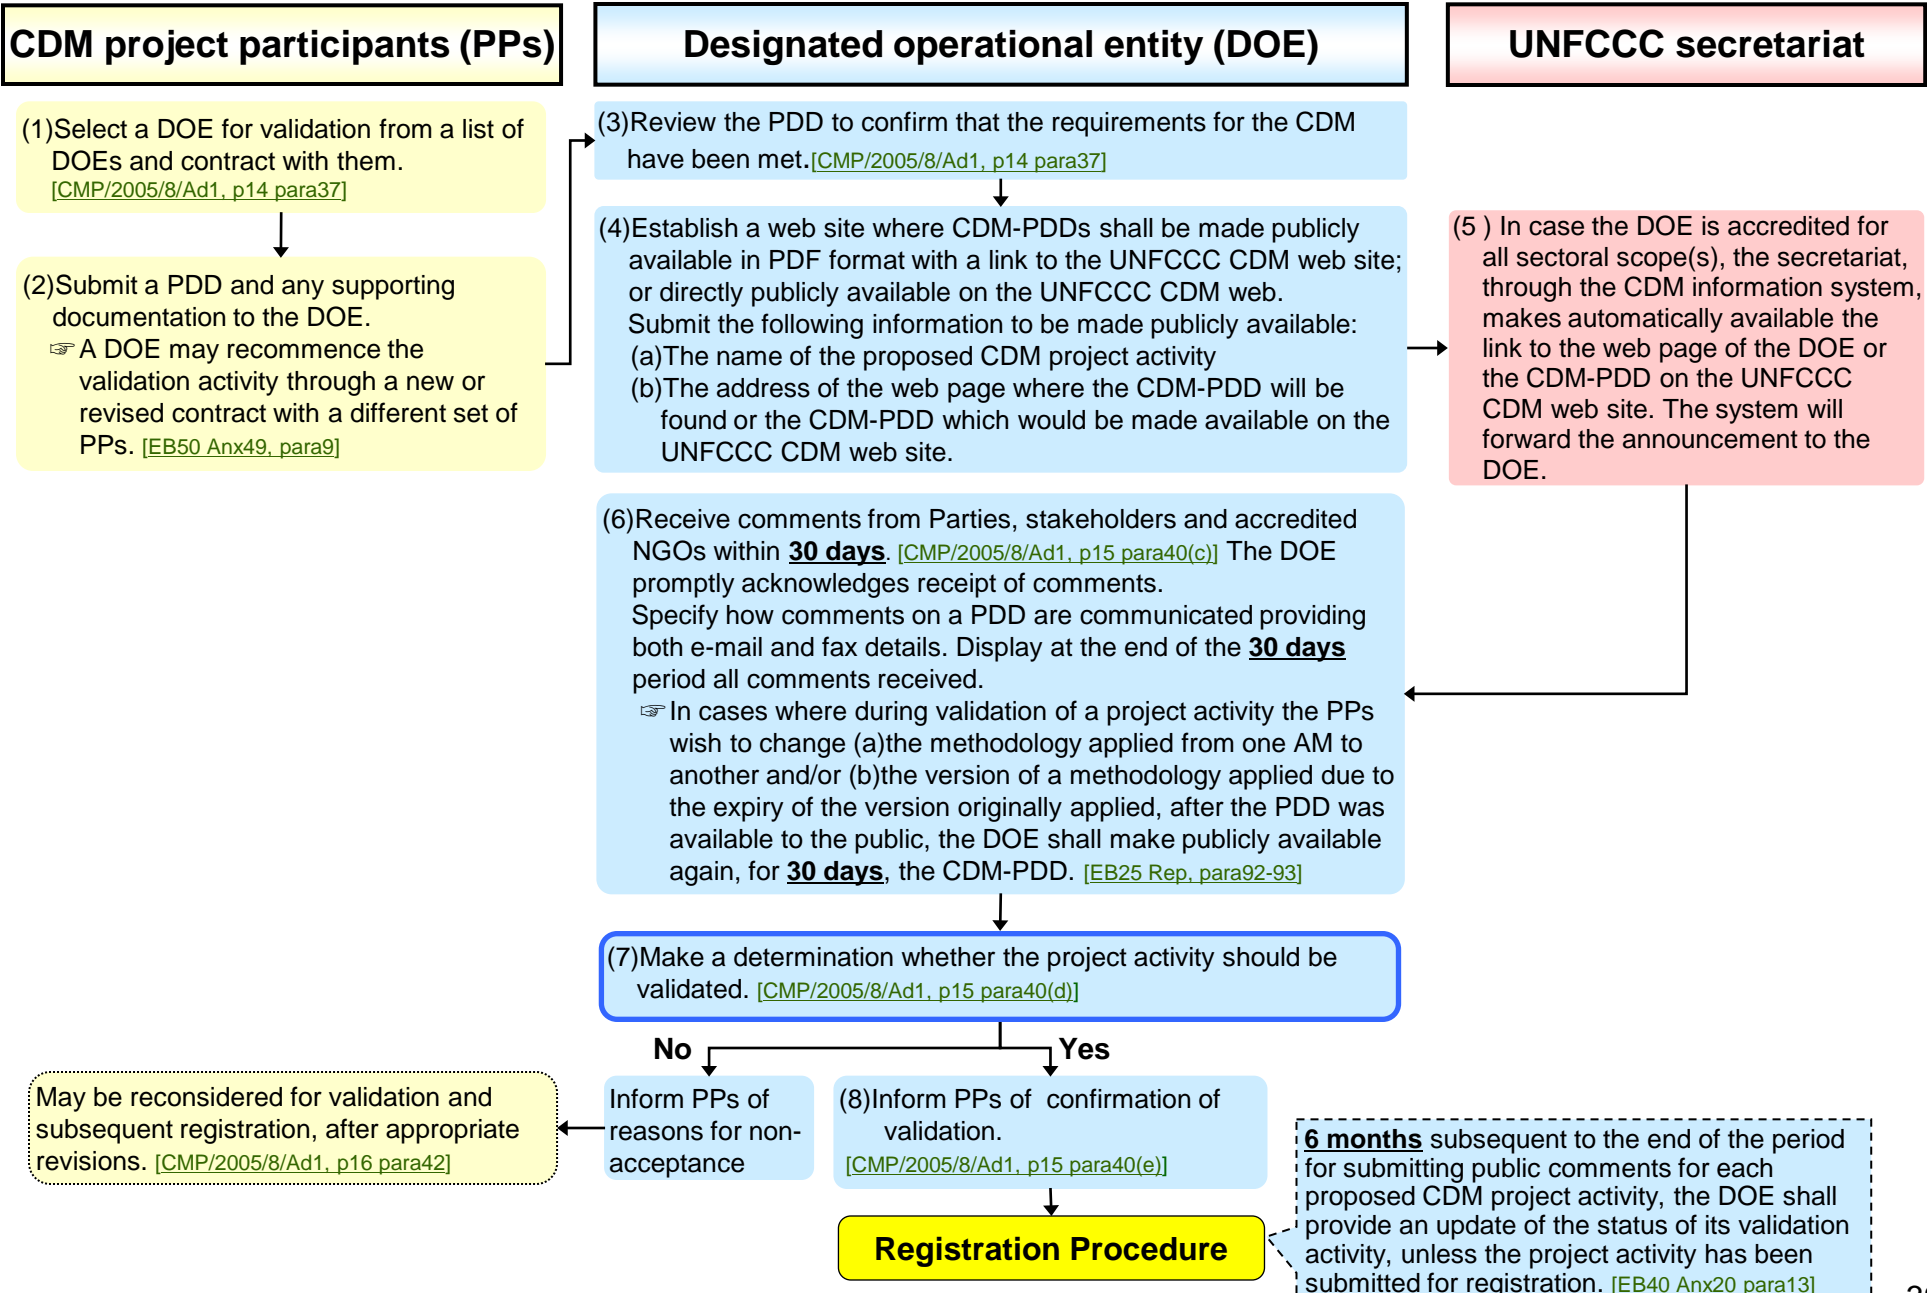 CDM project participants (PPs)
Designated operational entity (DOE)
UNFCCC secretariat
(1)Select a DOE for validation from a list of
DOEs and contract with them.
[CMP/2005/8/Ad1, p14 para37]
(2)Submit a PDD and any supporting
documentation to the DOE.
☞A DOE may recommence the
validation activity through a new or
revised contract with a different set of
PPs. [EB50 Anx49, para9]
(3)Review the PDD to confirm that the requirements for the CDM
have been met.[CMP/2005/8/Ad1, p14 para37]
(4)Establish a web site where CDM-PDDs shall be made publicly
available in PDF format with a link to the UNFCCC CDM web site;
or directly publicly available on the UNFCCC CDM web.
Submit the following information to be made publicly available:
(a)The name of the proposed CDM project activity
(b)The address of the web page where the CDM-PDD will be
found or the CDM-PDD which would be made available on the
UNFCCC CDM web site.
(5 ) In case the DOE is accredited for
all sectoral scope(s), the secretariat,
through the CDM information system,
makes automatically available the
link to the web page of the DOE or
the CDM-PDD on the UNFCCC
CDM web site. The system will
forward the announcement to the
DOE.
(6)Receive comments from Parties, stakeholders and accredited
NGOs within 30 days. [CMP/2005/8/Ad1, p15 para40(c)] The DOE
promptly acknowledges receipt of comments.
Specify how comments on a PDD are communicated providing
both e-mail and fax details. Display at the end of the 30 days
period all comments received.
☞In cases where during validation of a project activity the PPs
wish to change (a)the methodology applied from one AM to
another and/or (b)the version of a methodology applied due to
the expiry of the version originally applied, after the PDD was
available to the public, the DOE shall make publicly available
again, for 30 days, the CDM-PDD. [EB25 Rep, para92-93]
(7)Make a determination whether the project activity should be
validated. [CMP/2005/8/Ad1, p15 para40(d)]
No
Yes
May be reconsidered for validation and
subsequent registration, after appropriate
revisions. [CMP/2005/8/Ad1, p16 para42]
Inform PPs of
reasons for non-
acceptance
(8)Inform PPs of  confirmation of
validation.
[CMP/2005/8/Ad1, p15 para40(e)]
Registration Procedure
6 months subsequent to the end of the period
for submitting public comments for each
proposed CDM project activity, the DOE shall
provide an update of the status of its validation
activity, unless the project activity has been
submitted for registration. [EB40 Anx20 para13]